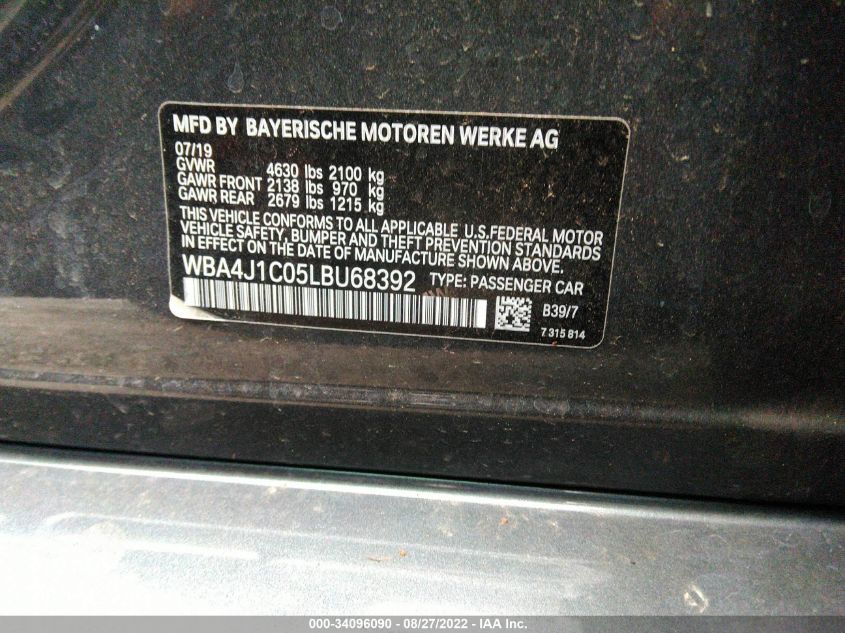 MFD BY BAYERISCHE MOTOREN WERKE AG
07/19
GVWR 4630 lbs 2100 kg
GAWR FRONT 2138 lbs 970 kg
GAWR REAR 2679 lbs 1215 kg
THIS VEHICLE CONFORMS TO ALL APPLICABLE U.S.FEDERAL MOTOR
VEHICLE SAFETY, BUMPER AND THEFT PREVENTION STANDARDS
IN EFFECT ON THE DATE OF MANUFACTURE SHOWN ABOVE.
WBA4J1C05LBU68392 TYPE: PASSENGER CAR
B39/7
7 315 814
000-34096090 - 08/27/2022 - IAA Inc.